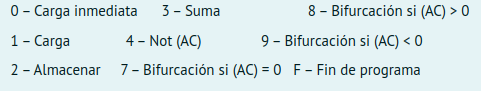 0 – Carga inmediata 3 – Suma 8 – Bifurcación si (AC) > 0
1 – Carga 4 – Not (AC) 9 – Bifurcación si (AC) < 0
2 – Almacenar 7 – Bifurcación si (AC) = 0 F – Fin de programa